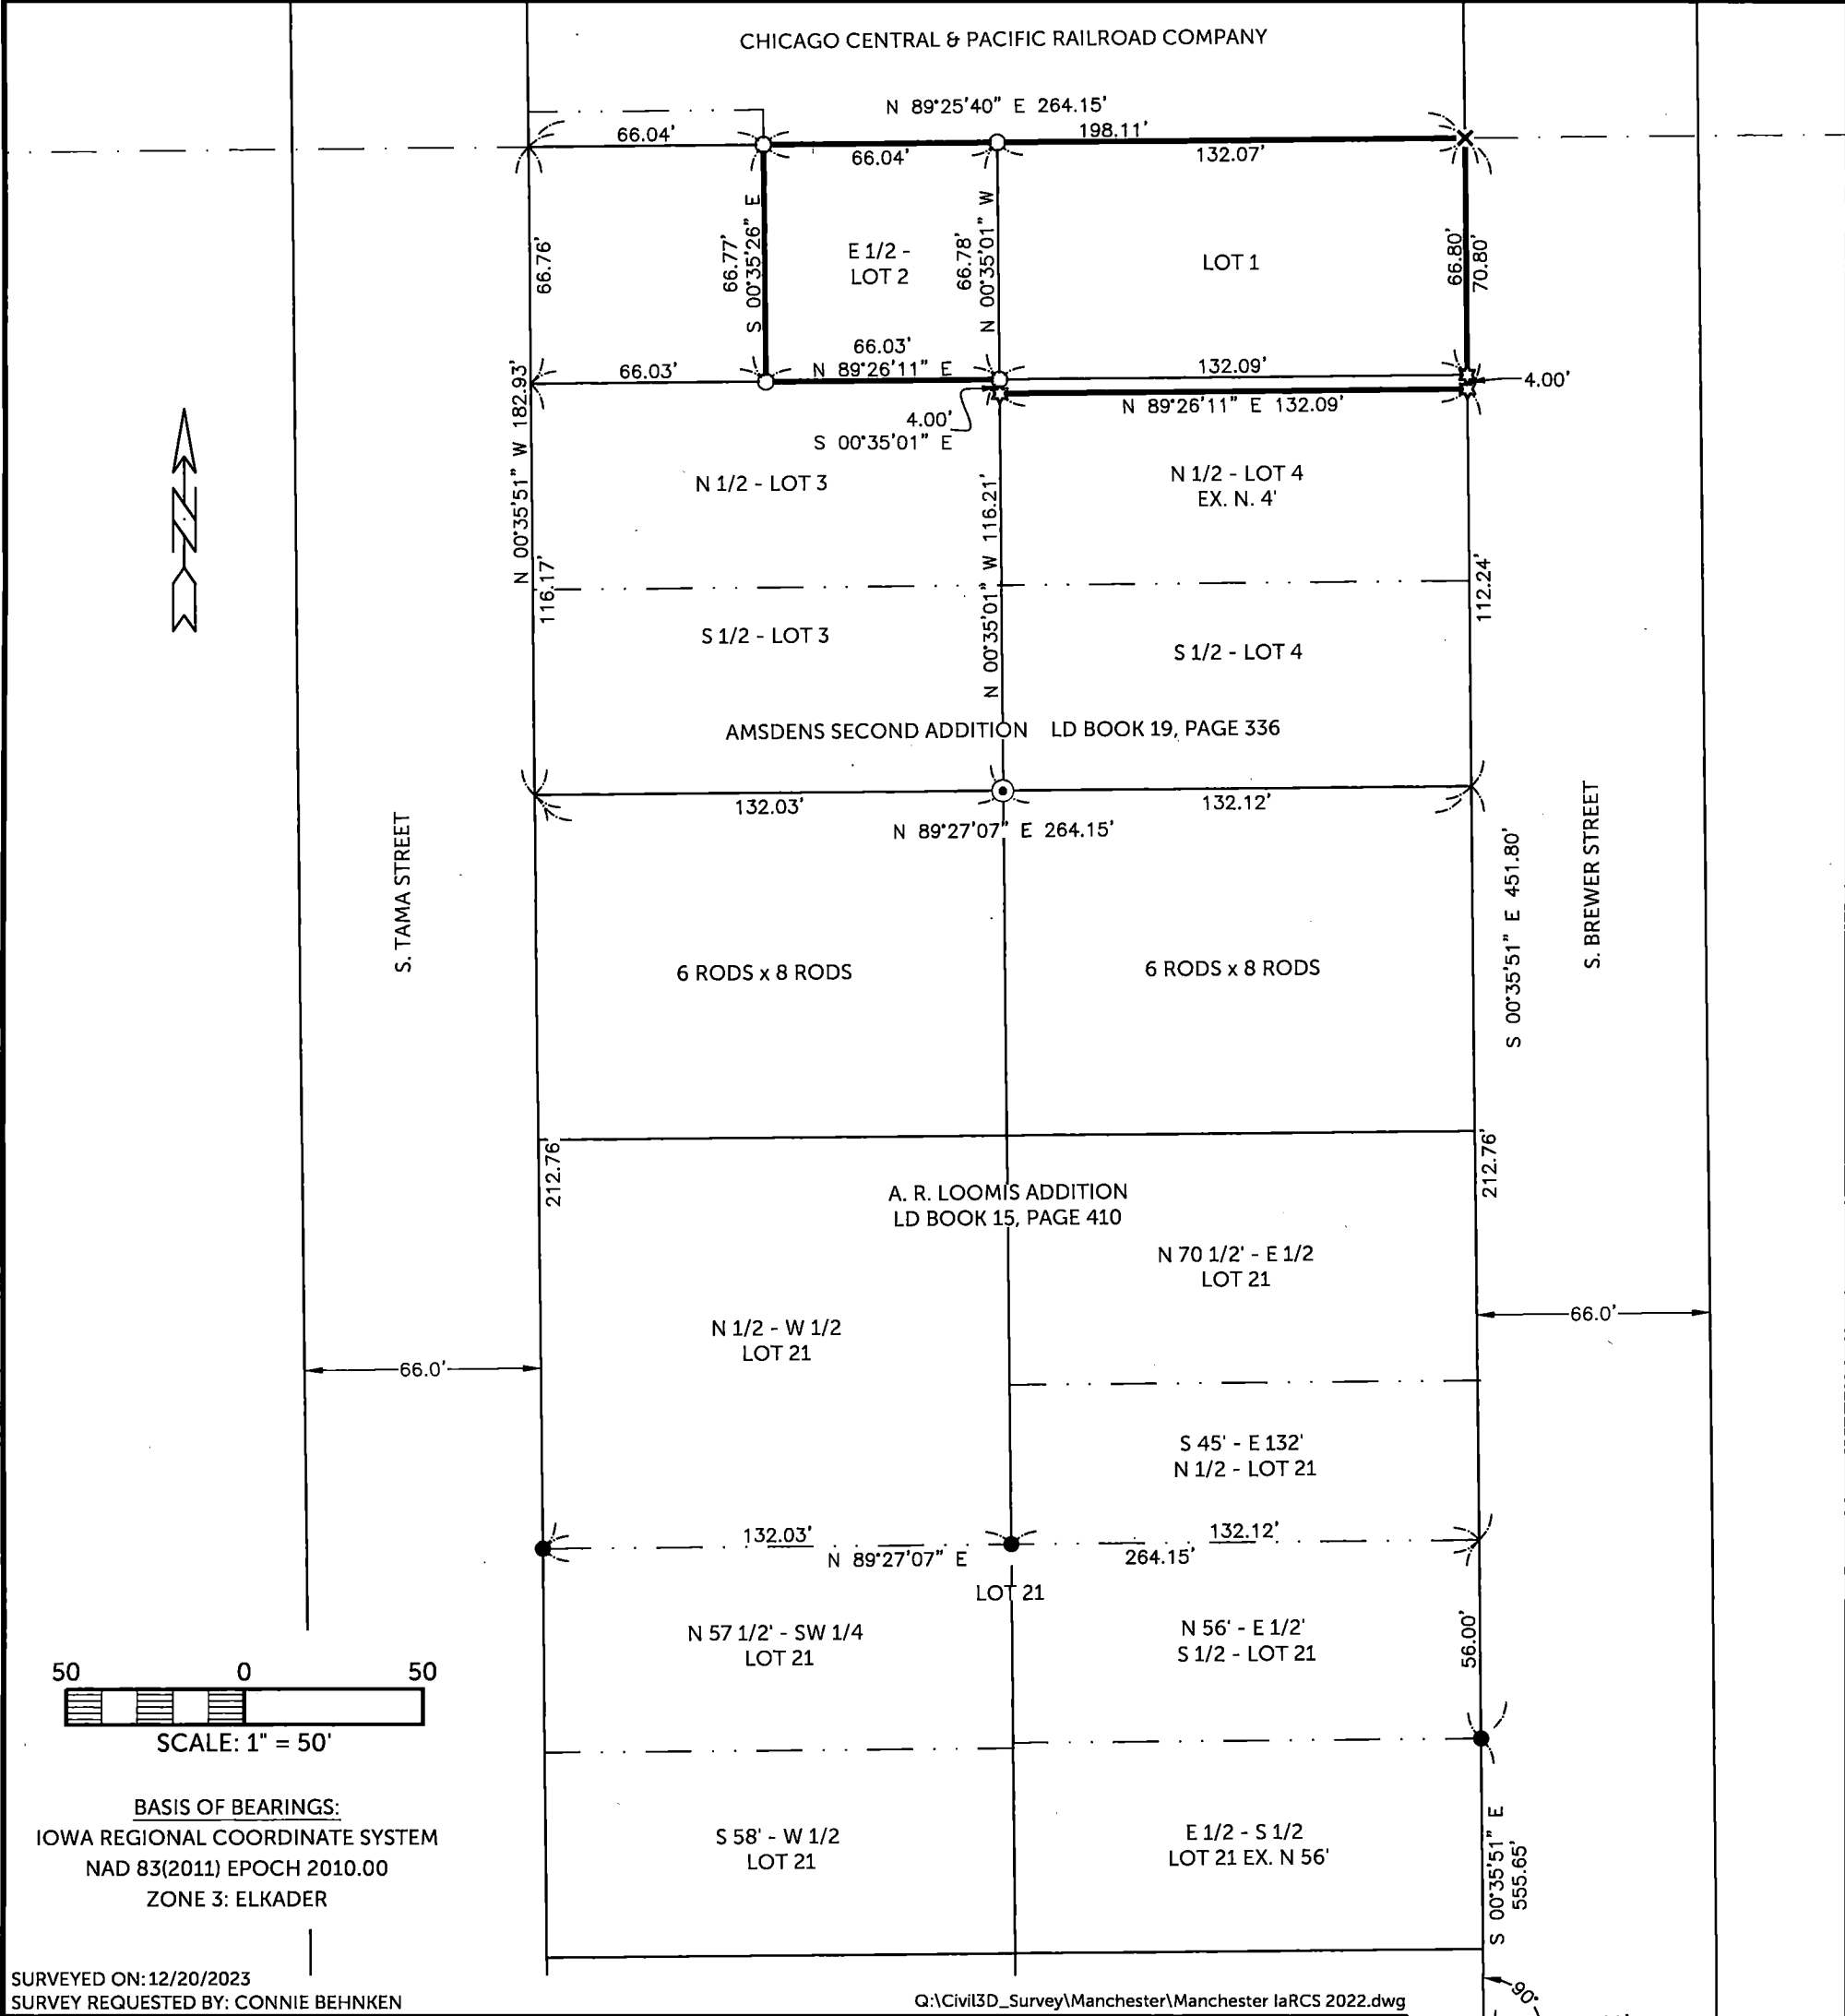 CHICAGO CENTRAL & PACIFIC RAILROAD COMPANY
N 89°25'40" E 264.15'
66.04'
198.11'
66.04'
132.07'
66.76'
66.77'
S 00°35'26" E
E 1/2 -
LOT 2
66.78'
N 00°35'01" W
LOT 1
66.80'
70.80'
66.03'
66.03'
N 89°26'11" E
132.09'
4.00'
N 89°26'11" E 132.09'
4.00'
S 00°35'01" E
N 00°35'51" W 182.93'
N 1/2 - LOT 3
N 1/2 - LOT 4
EX. N. 4'
116.17'
N 00°35'01" W 116.21'
112.24'
S 1/2 - LOT 3
S 1/2 - LOT 4
AMSDENS SECOND ADDITION LD BOOK 19, PAGE 336
132.03'
132.12'
N 89°27'07" E 264.15'
S. TAMA STREET
S 00°35'51" E 451.80'
S. BREWER STREET
6 RODS x 8 RODS
6 RODS x 8 RODS
212.76'
212.76'
A. R. LOOMIS ADDITION
LD BOOK 15, PAGE 410
N 70 1/2' - E 1/2
LOT 21
N 1/2 - W 1/2
LOT 21
66.0'
66.0'
S 45' - E 132'
N 1/2 - LOT 21
132.03'
132.12'
N 89°27'07" E
264.15'
LOT 21
N 57 1/2' - SW 1/4
LOT 21
N 56' - E 1/2'
S 1/2 - LOT 21
56.00'
50 0 50
SCALE: 1" = 50'
BASIS OF BEARINGS:
IOWA REGIONAL COORDINATE SYSTEM
NAD 83(2011) EPOCH 2010.00
ZONE 3: ELKADER
S 58' - W 1/2
LOT 21
E 1/2 - S 1/2
LOT 21 EX. N 56'
S 00°35'51" E
555.65'
SURVEYED ON: 12/20/2023
SURVEY REQUESTED BY: CONNIE BEHNKEN
Q:\Civil3D_Survey\Manchester\Manchester IaRCS 2022.dwg
90°